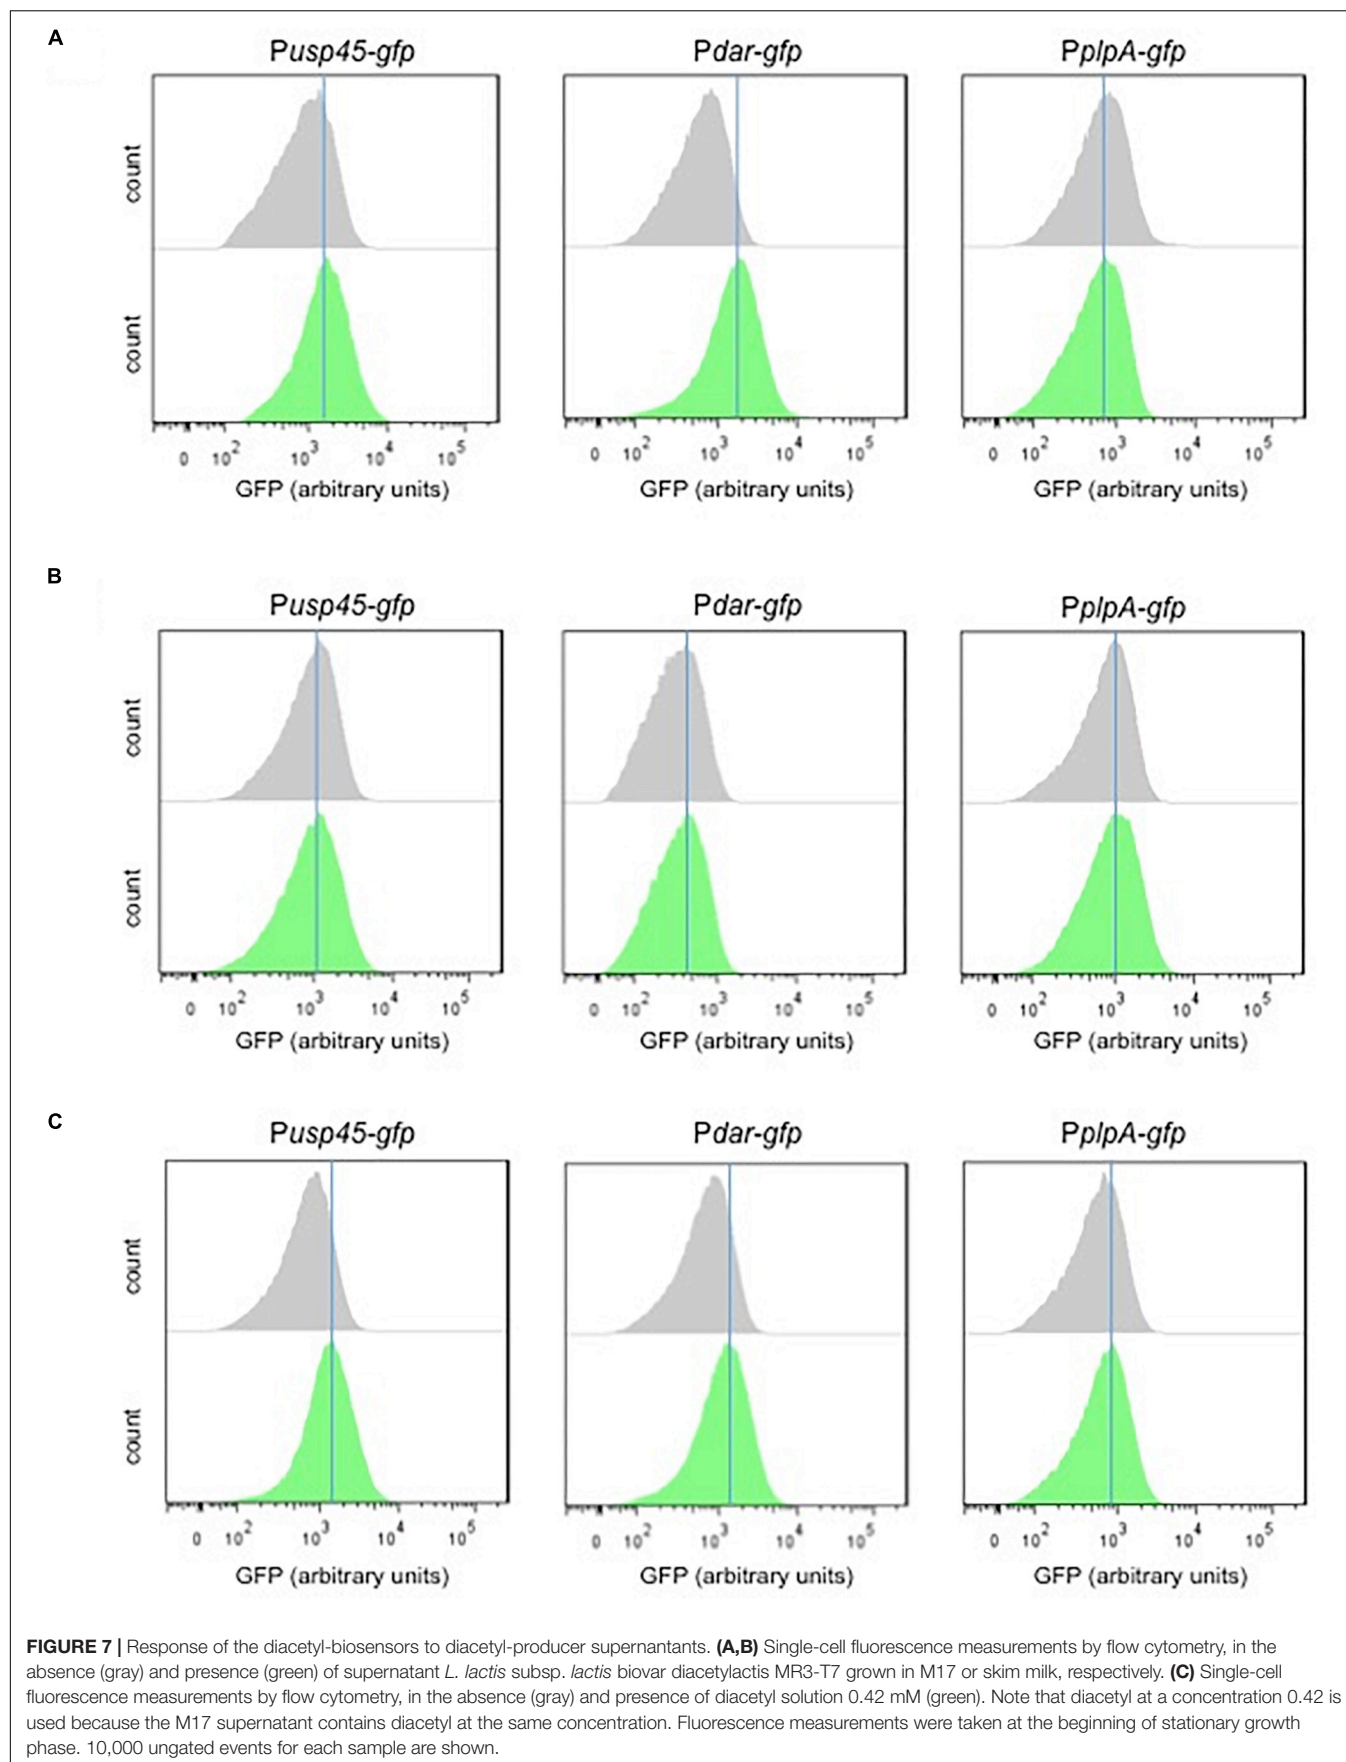 A
Pusp45-gfp Pdar-gfp PplpA-gfp
count
count
0 10² 10³ 10⁴ 10⁵ 0 10² 10³ 10⁴ 10⁵ 0 10² 10³ 10⁴ 10⁵
GFP (arbitrary units) GFP (arbitrary units) GFP (arbitrary units)
B
Pusp45-gfp Pdar-gfp PplpA-gfp
count
count
0 10² 10³ 10⁴ 10⁵ 0 10² 10³ 10⁴ 10⁵ 0 10² 10³ 10⁴ 10⁵
GFP (arbitrary units) GFP (arbitrary units) GFP (arbitrary units)
C
Pusp45-gfp Pdar-gfp PplpA-gfp
count
count
0 10² 10³ 10⁴ 10⁵ 0 10² 10³ 10⁴ 10⁵ 0 10² 10³ 10⁴ 10⁵
GFP (arbitrary units) GFP (arbitrary units) GFP (arbitrary units)
FIGURE 7 | Response of the diacetyl-biosensors to diacetyl-producer supernantants. (A,B) Single-cell fluorescence measurements by flow cytometry, in the
absence (gray) and presence (green) of supernatant L. lactis subsp. lactis biovar diacetylactis MR3-T7 grown in M17 or skim milk, respectively. (C) Single-cell
fluorescence measurements by flow cytometry, in the absence (gray) and presence of diacetyl solution 0.42 mM (green). Note that diacetyl at a concentration 0.42 is
used because the M17 supernatant contains diacetyl at the same concentration. Fluorescence measurements were taken at the beginning of stationary growth
phase. 10,000 ungated events for each sample are shown.